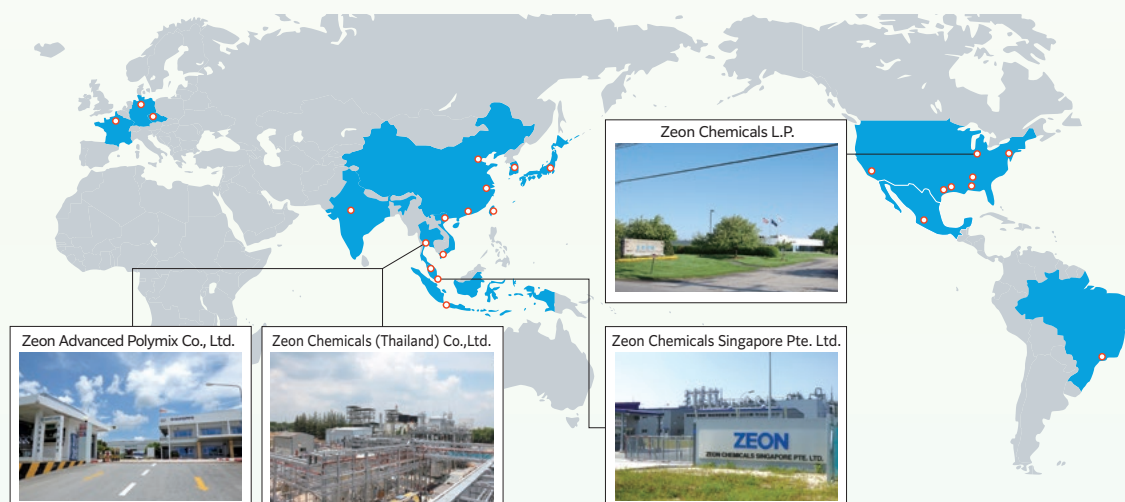 Zeon Chemicals L.P.
Zeon Advanced Polymix Co., Ltd.
Zeon Chemicals (Thailand) Co.,Ltd.
Zeon Chemicals Singapore Pte. Ltd.
ZEON
ZEON CHEMICALS SINGAPORE PTE. LTD.